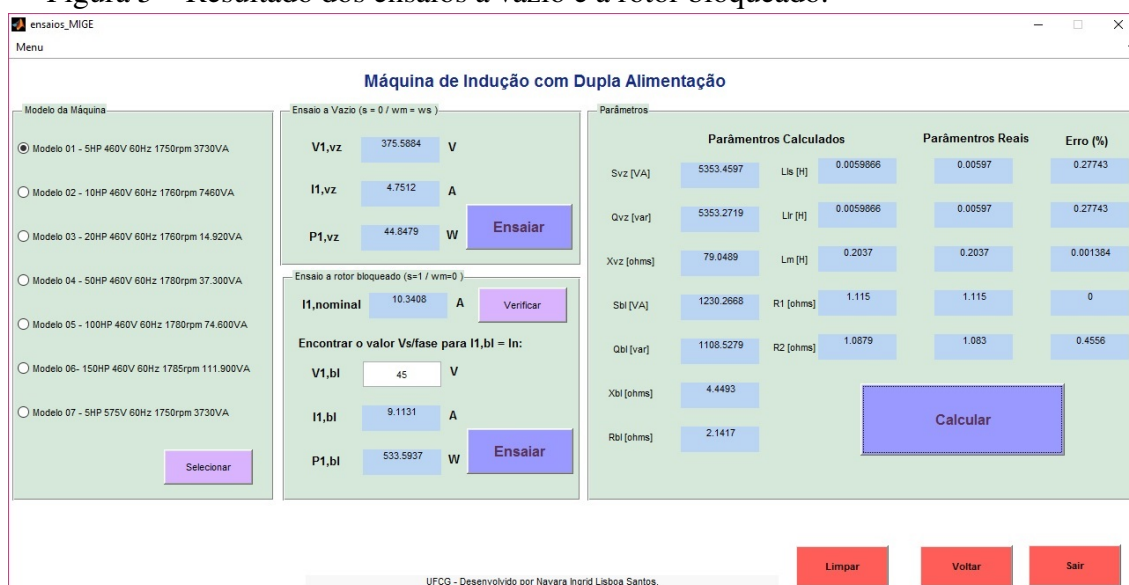 Figura 3 – Resultado dos ensaios a vazio e a rotor bloqueado.
ensaios_MIGE
Menu
Máquina de Indução com Dupla Alimentação
Modelo da Máquina
Modelo 01 - 5HP 460V 60Hz 1750rpm 3730VA
Modelo 02 - 10HP 460V 60Hz 1760rpm 7460VA
Modelo 03 - 20HP 460V 60Hz 1760rpm 14.920VA
Modelo 04 - 50HP 460V 60Hz 1780rpm 37.300VA
Modelo 05 - 100HP 460V 60Hz 1780rpm 74.600VA
Modelo 06- 150HP 460V 60Hz 1785rpm 111.900VA
Modelo 07 - 5HP 575V 60Hz 1750rpm 3730VA
Selecionar
Ensaio a Vazio (s = 0 / wm = ws )
V1,vz 375.5884 V
I1,vz 4.7512 A
P1,vz 44.8479 W
Ensaiar
Ensaio a rotor bloqueado (s=1 / wm=0 )
I1,nominal 10.3408 A
Verificar
Encontrar o valor Vs/fase para I1,bl = In:
V1,bl 45 V
I1,bl 9.1131 A
P1,bl 533.5937 W
Ensaiar
Parâmetros
Parâmentros Calculados Parâmentros Reais Erro (%)
Svz [VA] 5353.4597 Lls [H] 0.0059866 0.00597 0.27743
Qvz [var] 5353.2719 Llr [H] 0.0059866 0.00597 0.27743
Xvz [ohms] 79.0489 Lm [H] 0.2037 0.2037 0.001384
Sbl [VA] 1230.2668 R1 [ohms] 1.115 1.115 0
Qbl [var] 1108.5279 R2 [ohms] 1.0879 1.083 0.4556
Xbl [ohms] 4.4493
Rbl [ohms] 2.1417
Calcular
Limpar
Voltar
Sair
UFCG - Desenvolvido por Nayara Ingrid Lisboa Santos.